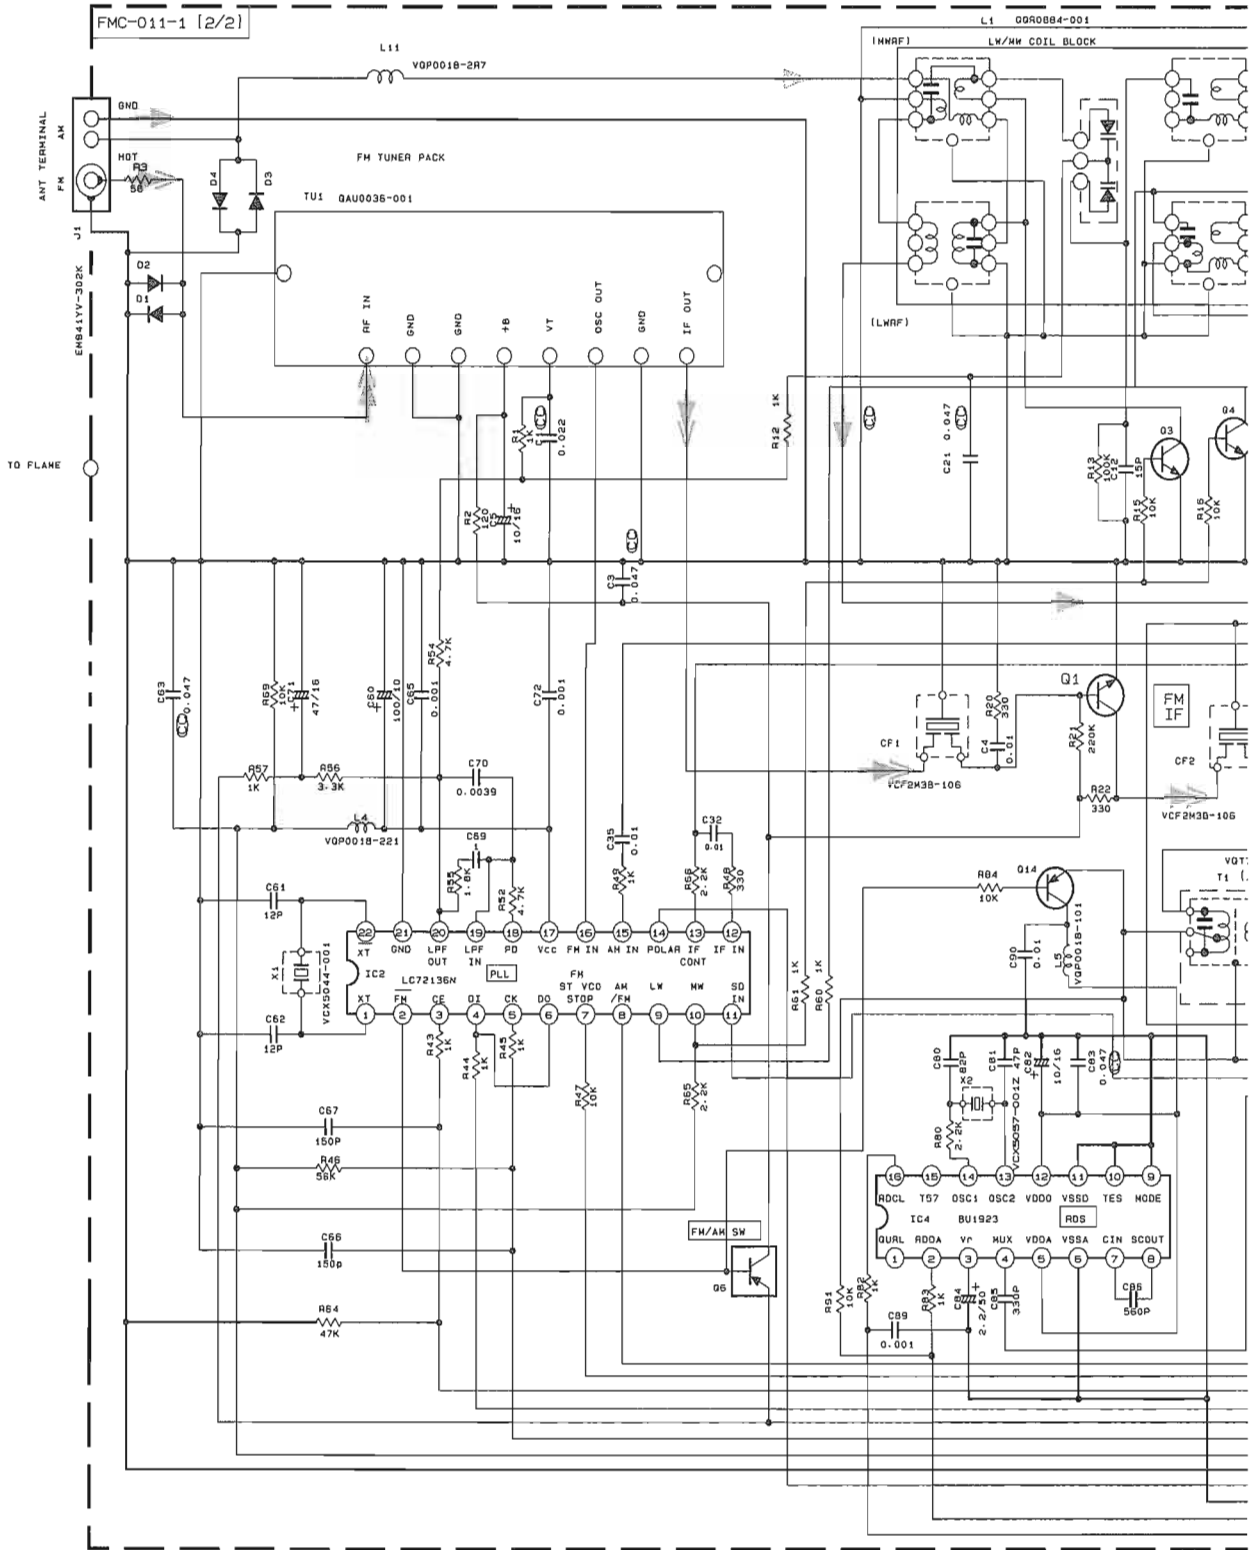 FMC-011-1 [2/2]
L1 QQR0884-001
(MWRF)
LW/MW COIL BLOCK
L11
VQP0018-2R7
ANT TERMINAL
AM
FM
GND
HOT
R3
56
J1
EMB41YV-302K
D4
D3
D2
D1
FM TUNER PACK
TU1 QAU0036-001
RF IN
GND
GND
+B
VT
OSC OUT
GND
IF OUT
(LWRF)
TO FLAME
R1
1K
C1
0.022
R2
120
C5
10/16
+
R12 1K
C21 0.047
R13
100K
C12
15P
Q3
Q4
R15
10K
R16
10K
C3
0.047
C63
0.047
R69
10K
C71
47/16
+
C60
100/10
+
C65
0.001
R54
4.7K
C72
0.001
CF1
VCF2M3B-106
R20
330
C4
0.01
Q1
R21
220K
R22
330
FM
IF
CF2
VCF2M3B-106
R57
1K
R56
3.3K
C70
0.0039
L4
VQP0018-221
C69
1
R55
1.8K
R52
4.7K
C35
0.01
R49
1K
C32
0.01
R58
2.2K
R48
330
Q14
R84
10K
C90
0.01
L5
VQP0018-101
VQT7
T1 (
C61
12P
X1
VCX5044-001
C62
12P
22 21 20 19 18 17 16 15 14 13 12
XT GND LPF OUT LPF IN PD Vcc FM IN AM IN POLAR IF CONT IF IN
IC2 LC72136N PLL
XT FM CE DI CK DO FM ST VCO STOP AM /FM LW MW SD IN
1 2 3 4 5 6 7 8 9 10 11
R43
1K
R44
1K
R45
1K
R47
10K
R65
2.2K
R61 1K
R60 1K
C67
150P
R46
56K
C66
150P
R64
47K
FM/AM SW
Q6
C80
82P
C81
47P
C82
10/16
+
C83
0.047
X2
VCX5057-001Z
R80
2.2K
16 15 14 13 12 11 10 9
RDCL T57 OSC1 OSC2 VDDD VSSD TES MODE
IC4 BU1923 RDS
QURL RDDA Vr MUX VDDA VSSA CIN SCOUT
1 2 3 4 5 6 7 8
R91
10K
R82
1K
R83
1K
C84
2.2/50
+
C85
330P
C86
560P
C89
0.001